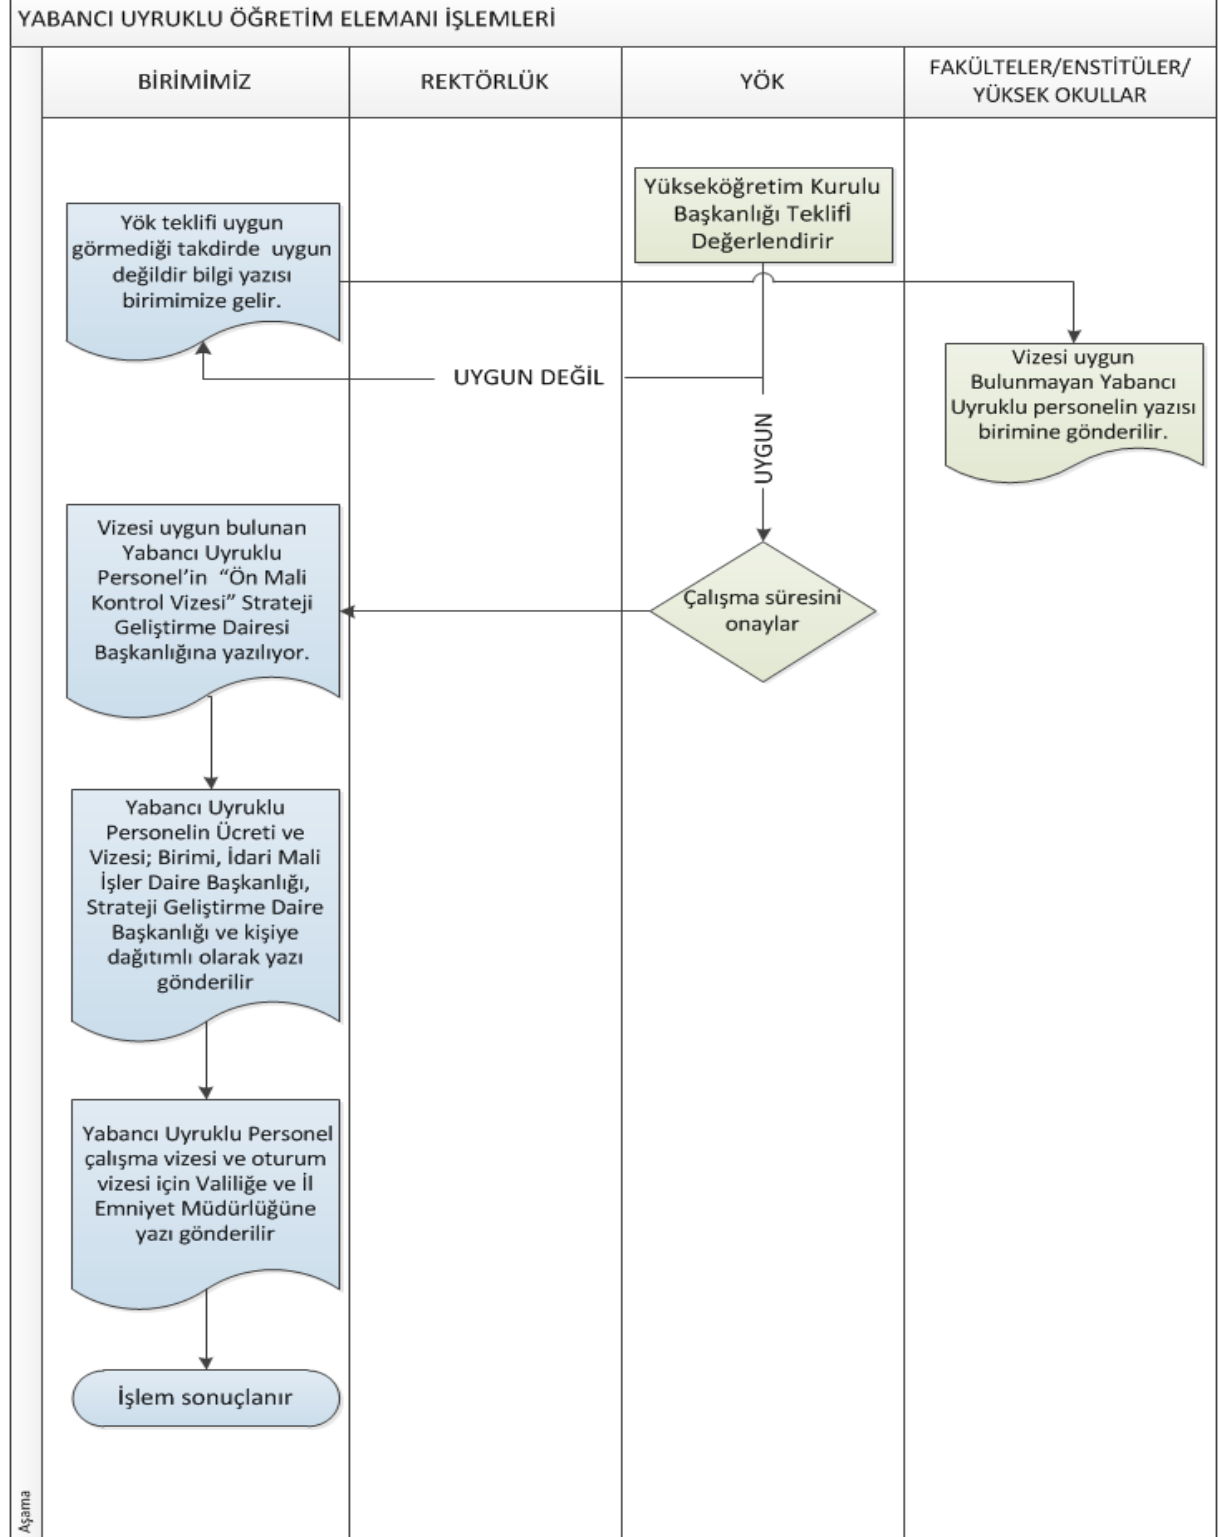 YABANCI UYRUKLU ÖĞRETİM ELEMANI İŞLEMLERİ
BİRİMİMİZ
REKTÖRLÜK
YÖK
FAKÜLTELER/ENSTİTÜLER/
YÜKSEK OKULLAR
Yükseköğretim Kurulu
Başkanlığı Teklifİ
Değerlendirir
Yök teklifi uygun
görmediği takdirde uygun
değildir bilgi yazısı
birimimize gelir.
Vizesi uygun
Bulunmayan Yabancı
Uyruklu personelin yazısı
birimine gönderilir.
UYGUN DEĞİL
UYGUN
Vizesi uygun bulunan
Yabancı Uyruklu
Personel’in “Ön Mali
Kontrol Vizesi” Strateji
Geliştirme Dairesi
Başkanlığına yazılıyor.
Çalışma süresini
onaylar
Yabancı Uyruklu
Personelin Ücreti ve
Vizesi; Birimi, İdari Mali
İşler Daire Başkanlığı,
Strateji Geliştirme Daire
Başkanlığı ve kişiye
dağıtımlı olarak yazı
gönderilir
Yabancı Uyruklu Personel
çalışma vizesi ve oturum
vizesi için Valiliğe ve İl
Emniyet Müdürlüğüne
yazı gönderilir
İşlem sonuçlanır
Aşama